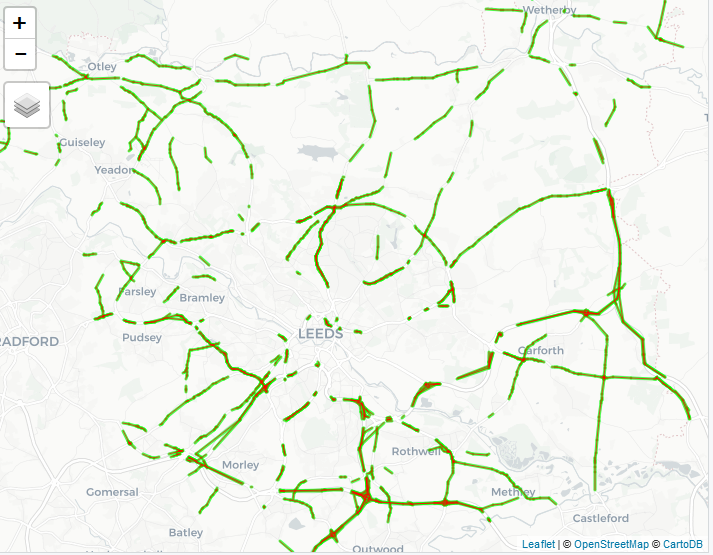 +
−
Wetherby
Otley
Guiseley
Yeadon
Farsley
Bramley
LEEDS
Pudsey
Garforth
Rothwell
Morley
Gomersal
Methley
Castleford
Batley
Outwood
Leaflet | © OpenStreetMap © CartoDB